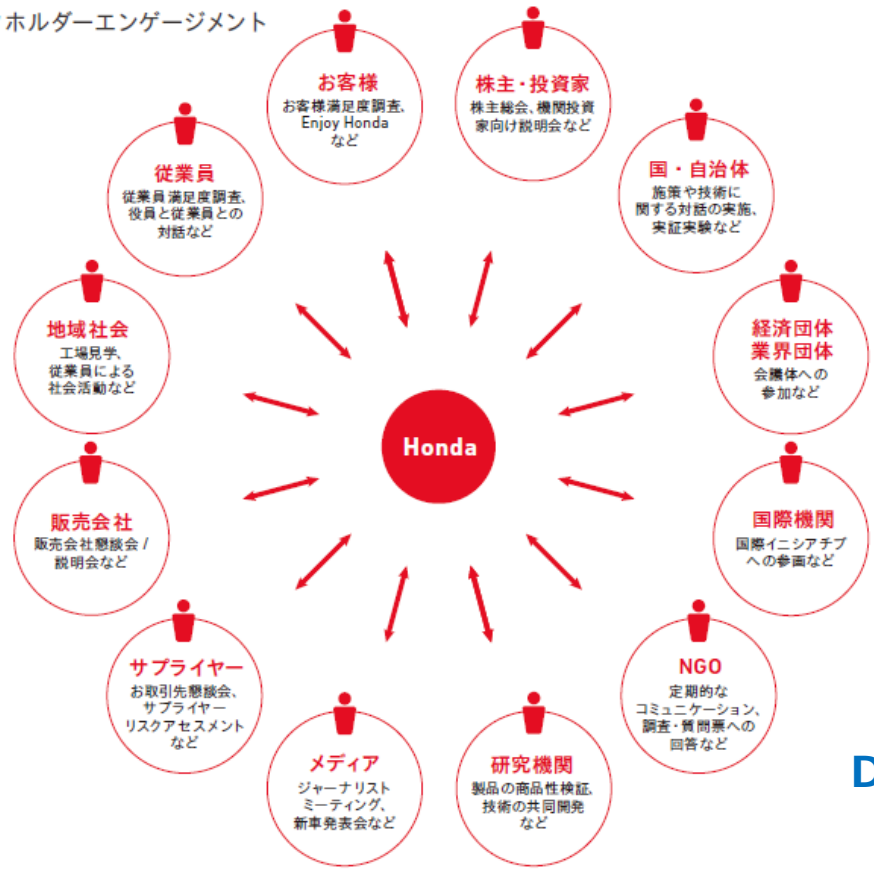 ホルダーエンゲージメント
お客様
お客様満足度調査、
Enjoy Honda
など
株主・投資家
株主総会、機関投資
家向け説明会など
国・自治体
施策や技術に
関する対話の実施、
実証実験など
経済団体
業界団体
会議体への
参加など
国際機関
国際イニシアチブ
への参画など
NGO
定期的な
コミュニケーション、
調査・質問票への
回答など
研究機関
製品の商品性検証、
技術の共同開発
など
メディア
ジャーナリスト
ミーティング、
新車発表会など
サプライヤー
お取引先懇談会、
サプライヤー
リスクアセスメント
など
販売会社
販売会社懇談会 /
説明会など
地域社会
工場見学、
従業員による
社会活動など
従業員
従業員満足度調査、
役員と従業員との
対話など
Honda
D